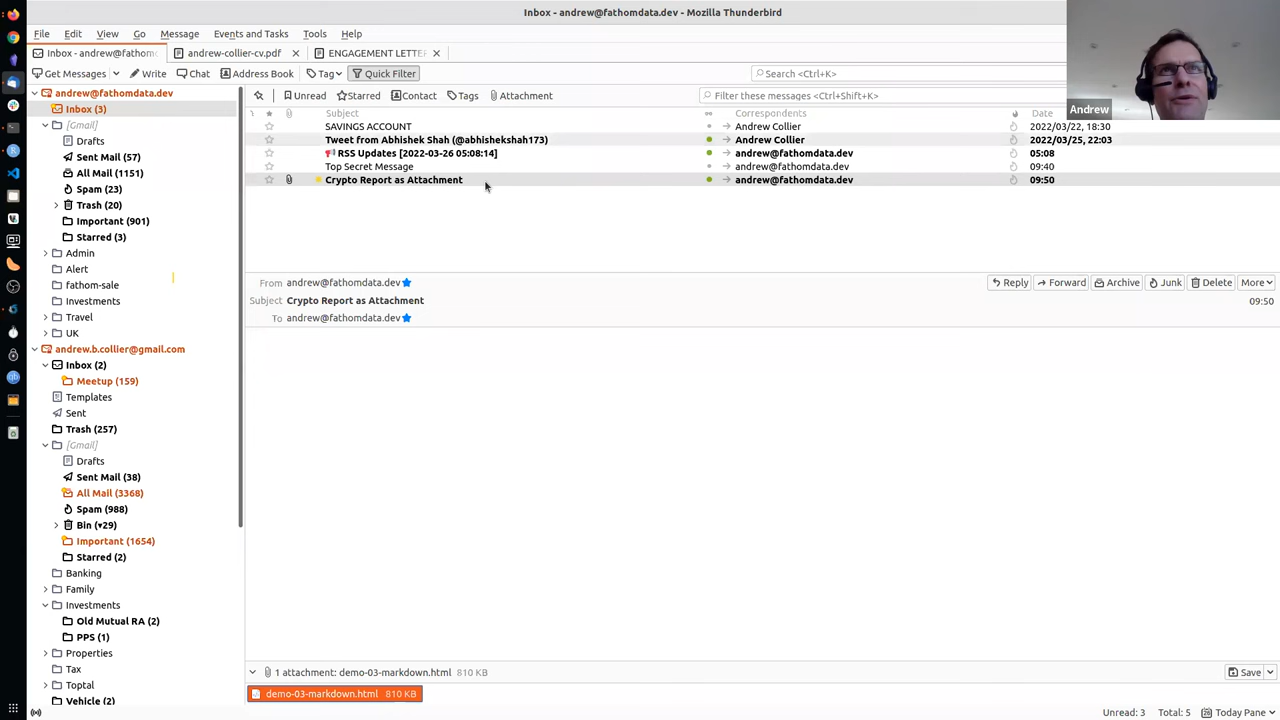 Inbox - andrew@fathomdata.dev - Mozilla Thunderbird
File Edit View Go Message Events and Tasks Tools Help
Inbox - andrew@fathomd
andrew-collier-cv.pdf
ENGAGEMENT LETTE
Get Messages Write Chat Address Book Tag Quick Filter Search <Ctrl+K>
Unread Starred Contact Tags Attachment Filter these messages <Ctrl+Shift+K>
Subject Correspondents Date
SAVINGS ACCOUNT Andrew Collier 2022/03/22, 18:30
Tweet from Abhishek Shah (@abhishekshah173) Andrew Collier 2022/03/25, 22:03
RSS Updates [2022-03-26 05:08:14] andrew@fathomdata.dev 05:08
Top Secret Message andrew@fathomdata.dev 09:40
Crypto Report as Attachment andrew@fathomdata.dev 09:50
Andrew
andrew@fathomdata.dev
Inbox (3)
[Gmail]
Drafts
Sent Mail (57)
All Mail (1151)
Spam (23)
Trash (20)
Important (901)
Starred (3)
Admin
Alert
fathom-sale
Investments
Travel
UK
andrew.b.collier@gmail.com
Inbox (2)
Meetup (159)
Templates
Sent
Trash (257)
[Gmail]
Drafts
Sent Mail (38)
All Mail (3368)
Spam (988)
Bin (▾29)
Important (1654)
Starred (2)
Banking
Family
Investments
Old Mutual RA (2)
PPS (1)
Properties
Tax
Toptal
Vehicle (2)
From andrew@fathomdata.dev Reply Forward Archive Junk Delete More
Subject Crypto Report as Attachment 09:50
To andrew@fathomdata.dev
1 attachment: demo-03-markdown.html 810 KB Save
demo-03-markdown.html 810 KB
Unread: 3 Total: 5 Today Pane